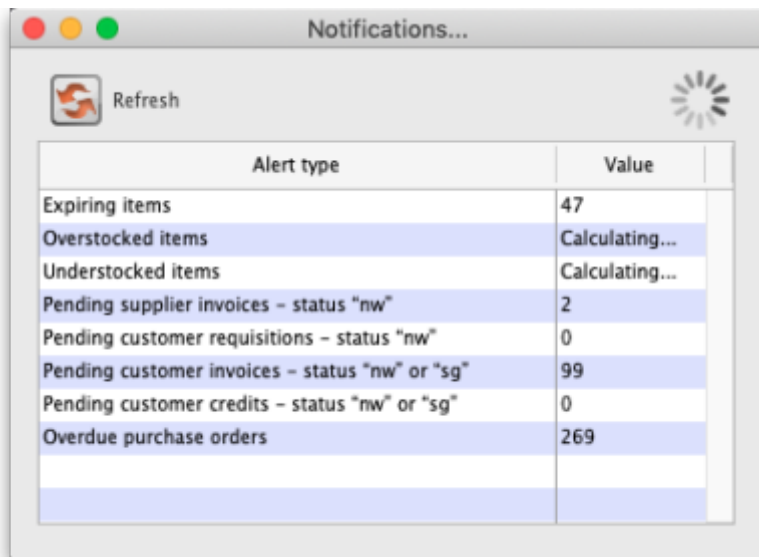 Notifications...
Refresh
Alert type Value
Expiring items 47
Overstocked items Calculating...
Understocked items Calculating...
Pending supplier invoices – status “nw” 2
Pending customer requisitions – status “nw” 0
Pending customer invoices – status “nw” or “sg” 99
Pending customer credits – status “nw” or “sg” 0
Overdue purchase orders 269